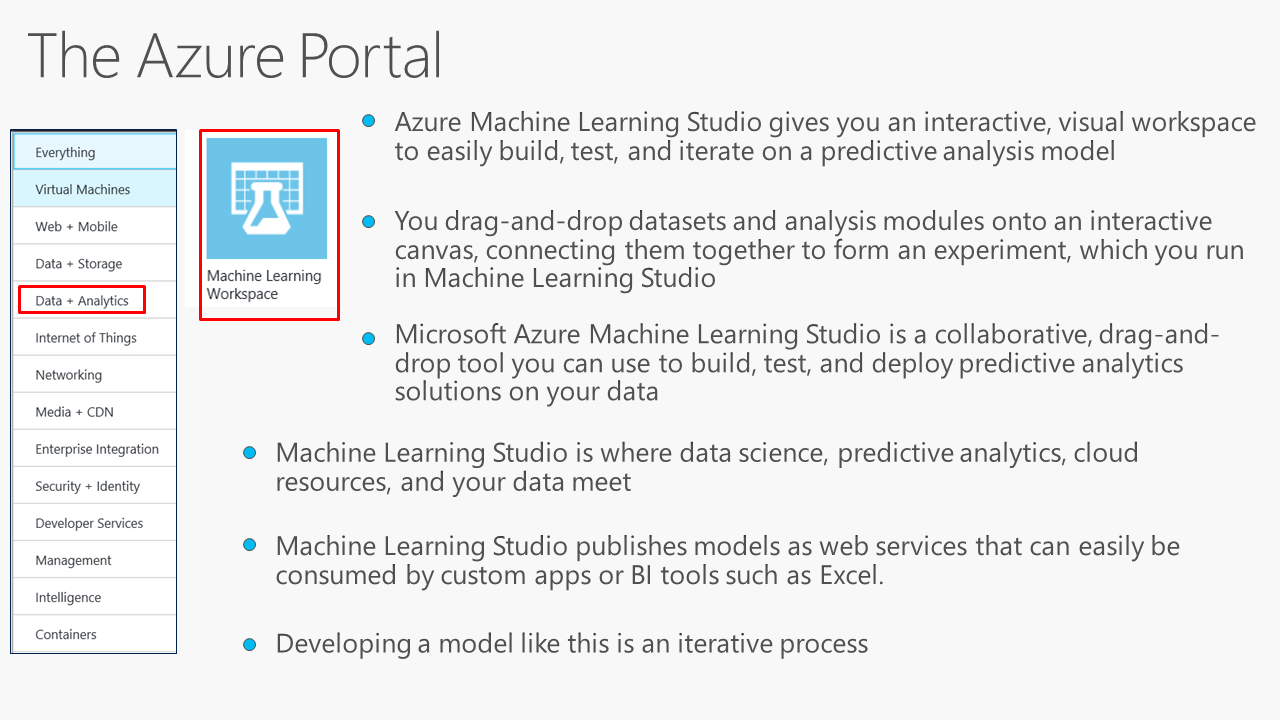 The Azure Portal
Everything
Virtual Machines
Web + Mobile
Data + Storage
Data + Analytics
Internet of Things
Networking
Media + CDN
Enterprise Integration
Security + Identity
Developer Services
Management
Intelligence
Containers
Machine Learning
Workspace
Azure Machine Learning Studio gives you an interactive, visual workspace
to easily build, test, and iterate on a predictive analysis model
You drag-and-drop datasets and analysis modules onto an interactive
canvas, connecting them together to form an experiment, which you run
in Machine Learning Studio
Microsoft Azure Machine Learning Studio is a collaborative, drag-and-
drop tool you can use to build, test, and deploy predictive analytics
solutions on your data
Machine Learning Studio is where data science, predictive analytics, cloud
resources, and your data meet
Machine Learning Studio publishes models as web services that can easily be
consumed by custom apps or BI tools such as Excel.
Developing a model like this is an iterative process